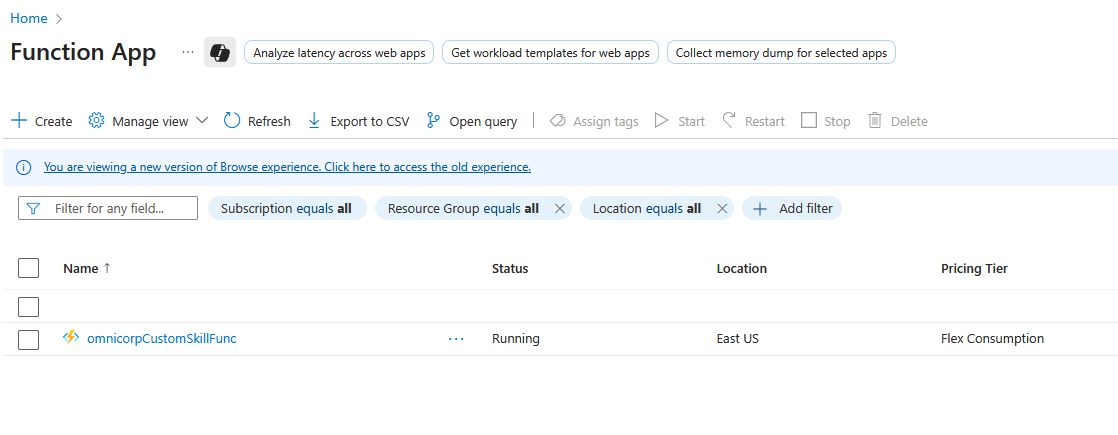 Home
Function App ... Analyze latency across web apps Get workload templates for web apps Collect memory dump for selected apps
Create Manage view Refresh Export to CSV Open query Assign tags Start Restart Stop Delete
You are viewing a new version of Browse experience. Click here to access the old experience.
Filter for any field... Subscription equals all Resource Group equals all Location equals all Add filter
Name ↑ Status Location Pricing Tier
omnicorpCustomSkillFunc ... Running East US Flex Consumption